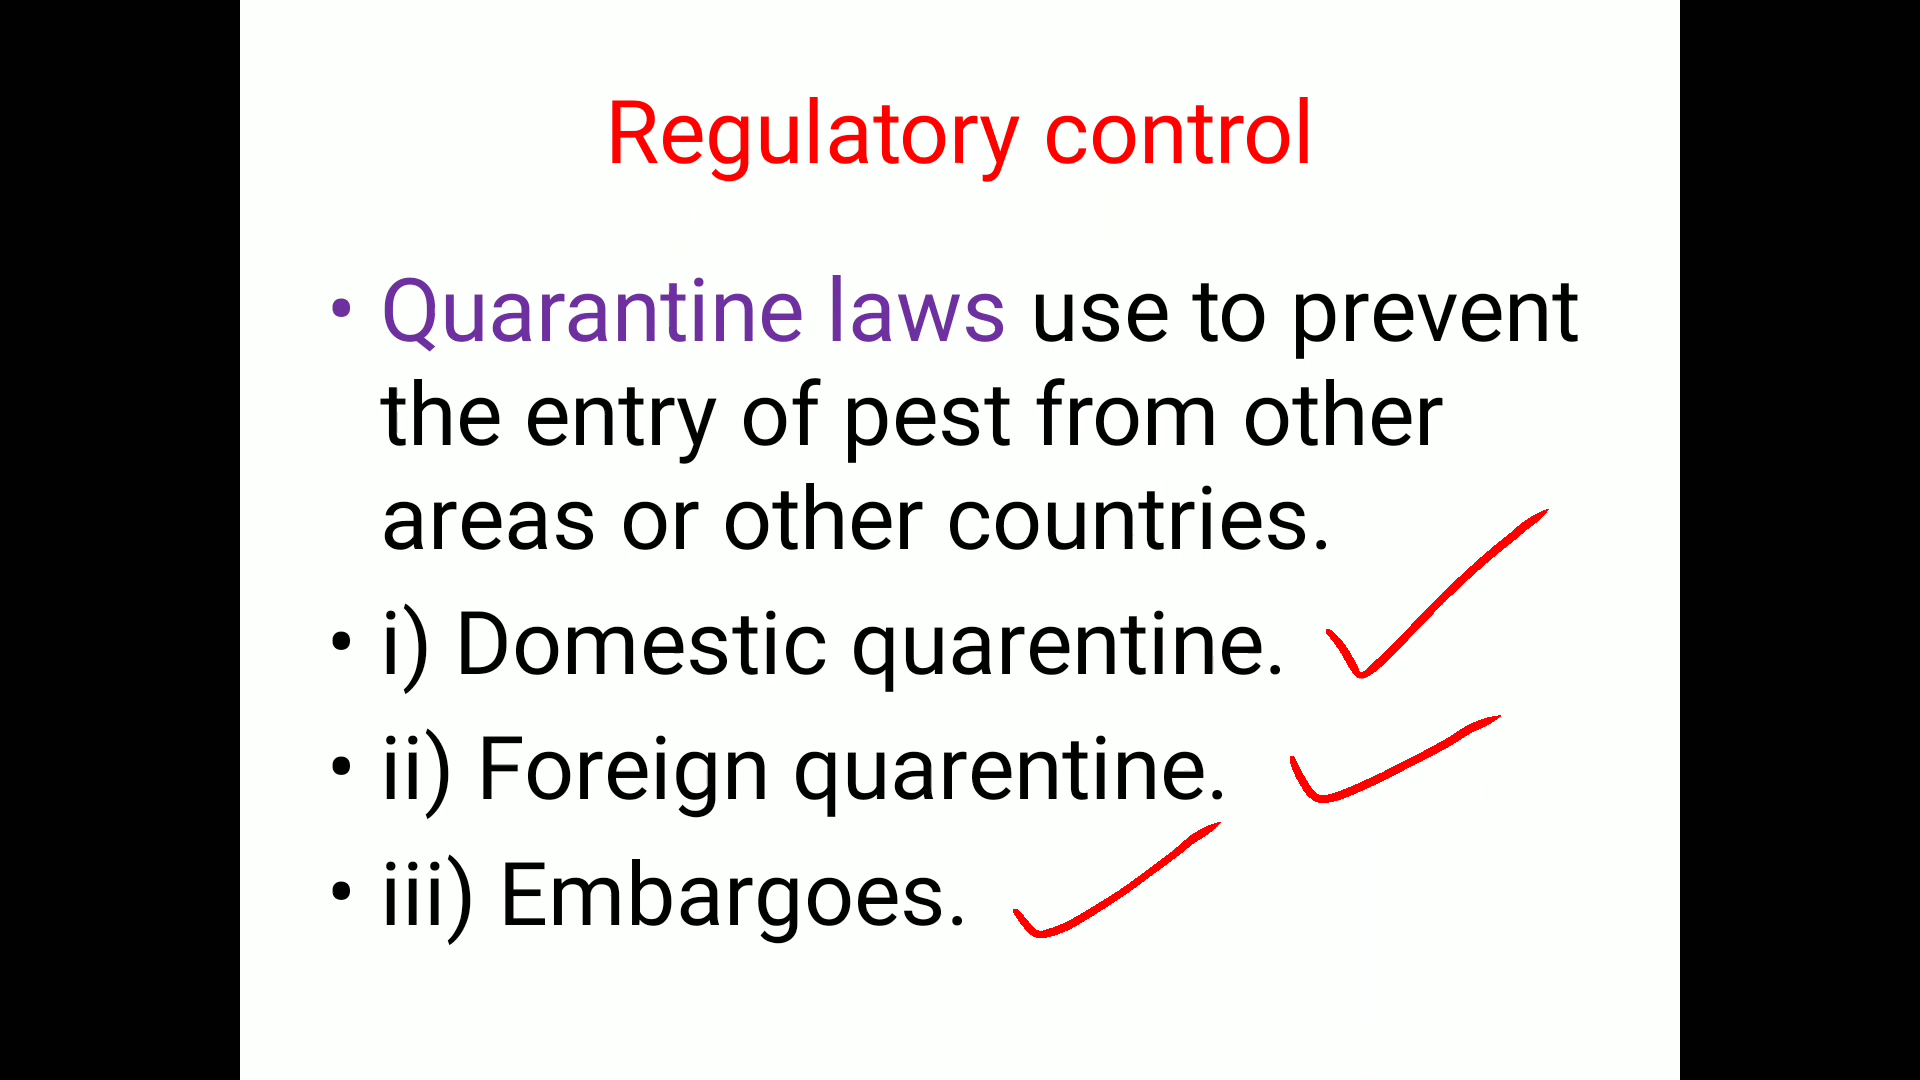 Regulatory control
• Quarantine laws use to prevent
the entry of pest from other
areas or other countries.
• i) Domestic quarentine.
• ii) Foreign quarentine.
• iii) Embargoes.